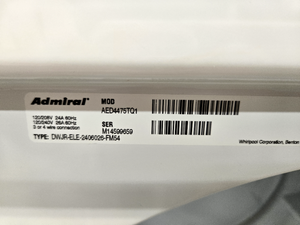 Admiral® MOD
AED4475TQ1
120/208V 24A 60Hz
120/240V 26A 60Hz SER
3 or 4 wire connection M14599659
TYPE: DWJR-ELE-2406026-FM54
Whirlpool Corporation, Benton